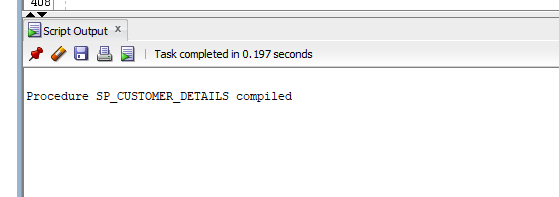 408
Script Output x
Task completed in 0.197 seconds
Procedure SP_CUSTOMER_DETAILS compiled